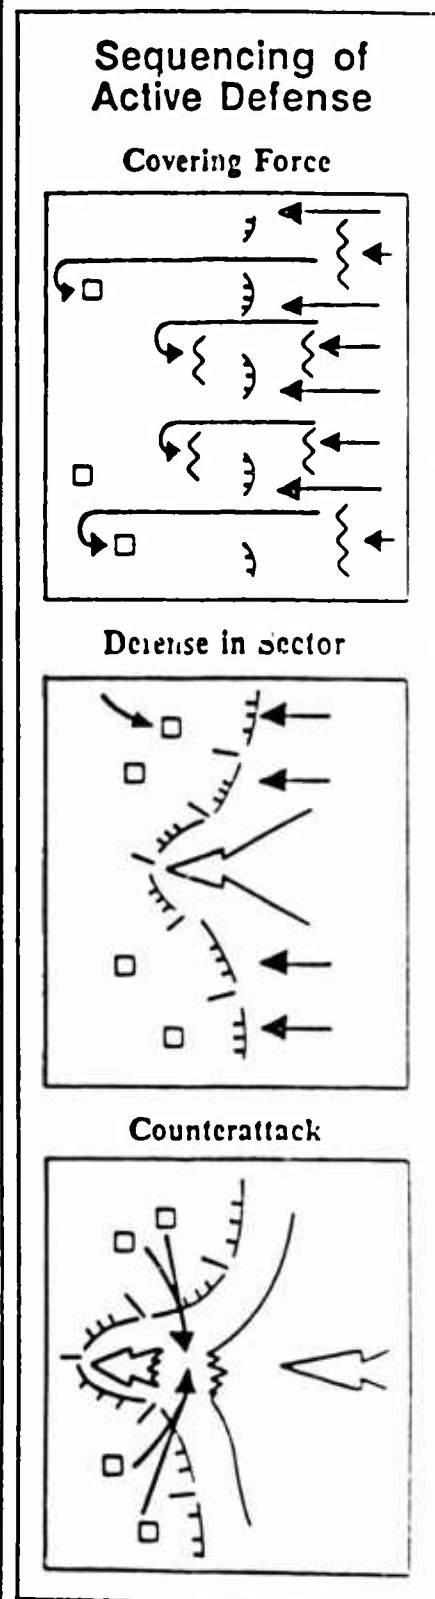 Sequencing of
Active Defense
Covering Force
Defense in Sector
Counterattack